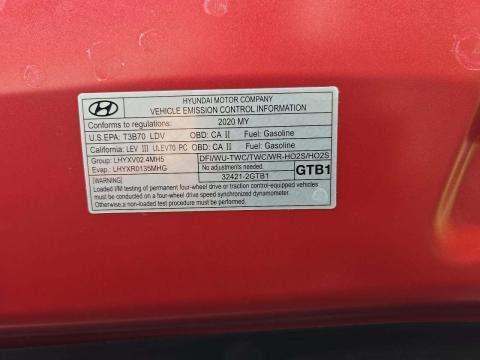 HYUNDAI MOTOR COMPANY
VEHICLE EMISSION CONTROL INFORMATION
Conforms to regulations: 2020 MY
U.S.EPA: T3B70 LDV OBD: CA II Fuel: Gasoline
California: LEV III ULEV70 PC OBD: CA II Fuel: Gasoline
Group: LHYXV02.4MH5 DFI/WU-TWC/TWC/WR-HO2S/HO2S
Evap.: LHYXR0135MHG No adjustments needed.
32421-2GTB1 GTB1
Loaded I/M testing of permanent four-wheel drive or traction control-equipped vehicles
must be conducted on a four-wheel drive speed synchronized dynamometer.
Otherwise a non-loaded test procedure must be performed.